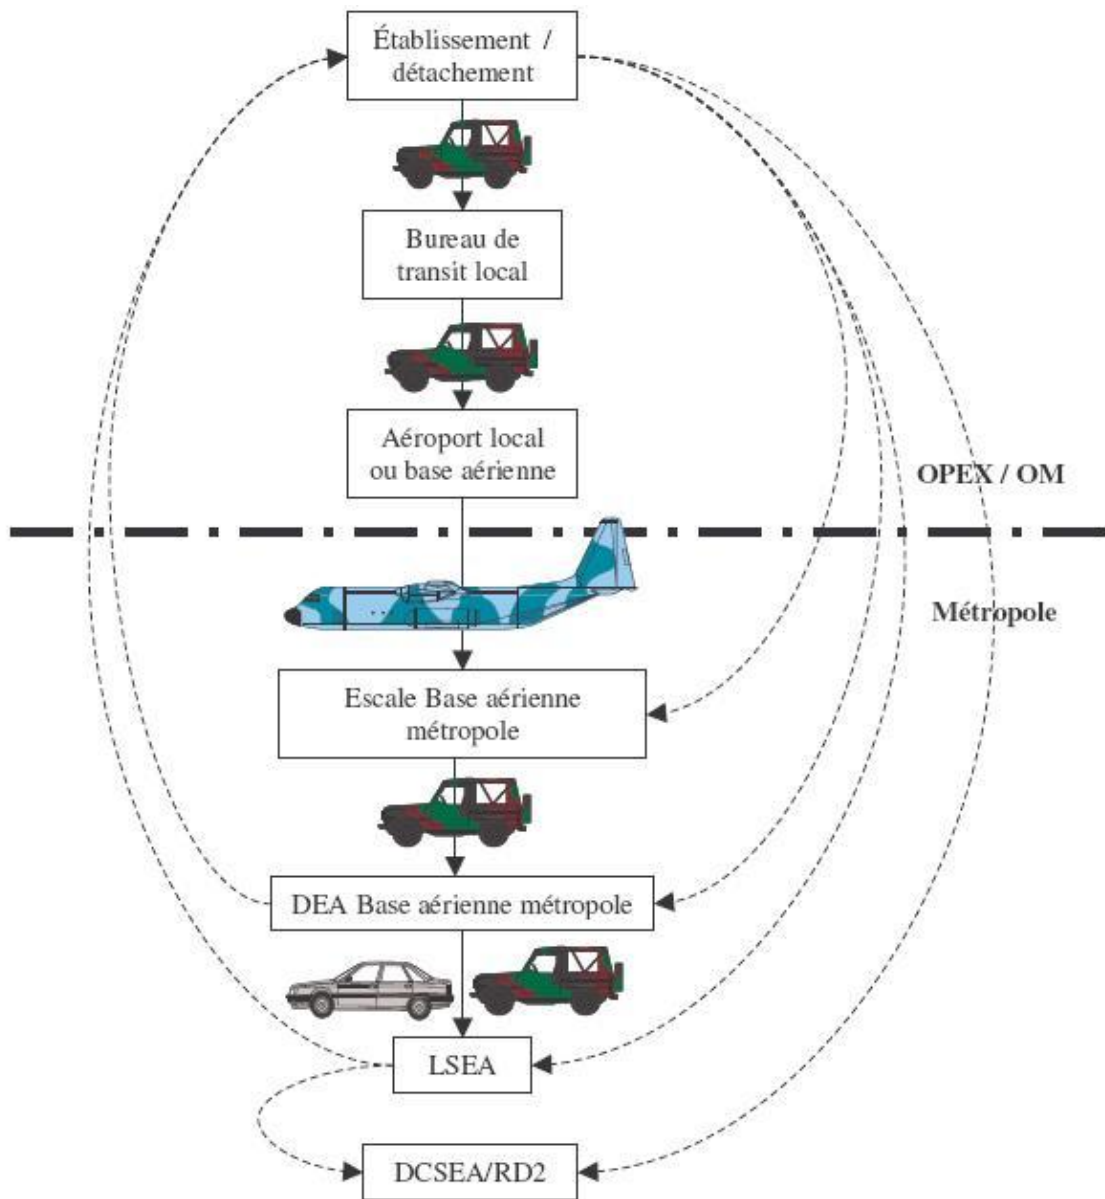 Établissement /
détachement
Bureau de
transit local
Aéroport local
ou base aérienne
OPEX / OM
Métropole
Escale Base aérienne
métropole
DEA Base aérienne métropole
LSEA
DCSEA/RD2